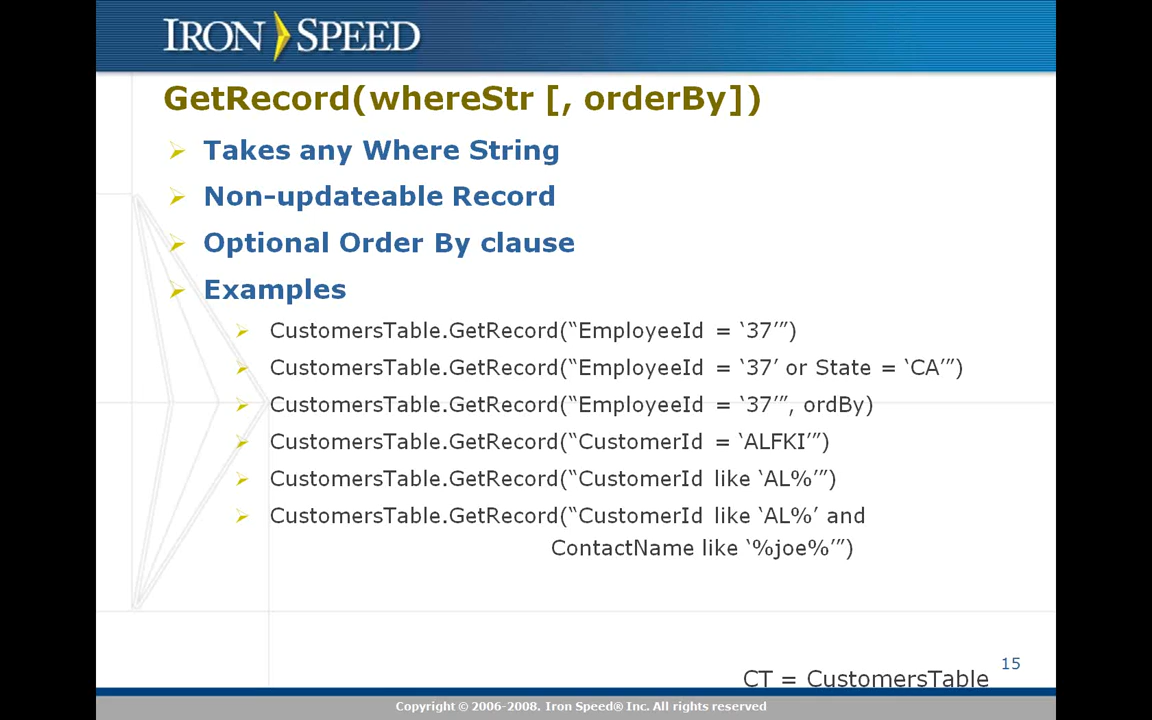 IRON SPEED
GetRecord(whereStr [, orderBy])
Takes any Where String
Non-updateable Record
Optional Order By clause
Examples
CustomersTable.GetRecord(“EmployeeId = ‘37’”)
CustomersTable.GetRecord(“EmployeeId = ‘37’ or State = ‘CA’”)
CustomersTable.GetRecord(“EmployeeId = ‘37’”, ordBy)
CustomersTable.GetRecord(“CustomerId = ‘ALFKI’”)
CustomersTable.GetRecord(“CustomerId like ‘AL%’”)
CustomersTable.GetRecord(“CustomerId like ‘AL%’ and
ContactName like ‘%joe%’”)
15
CT = CustomersTable
Copyright © 2006-2008. Iron Speed® Inc. All rights reserved